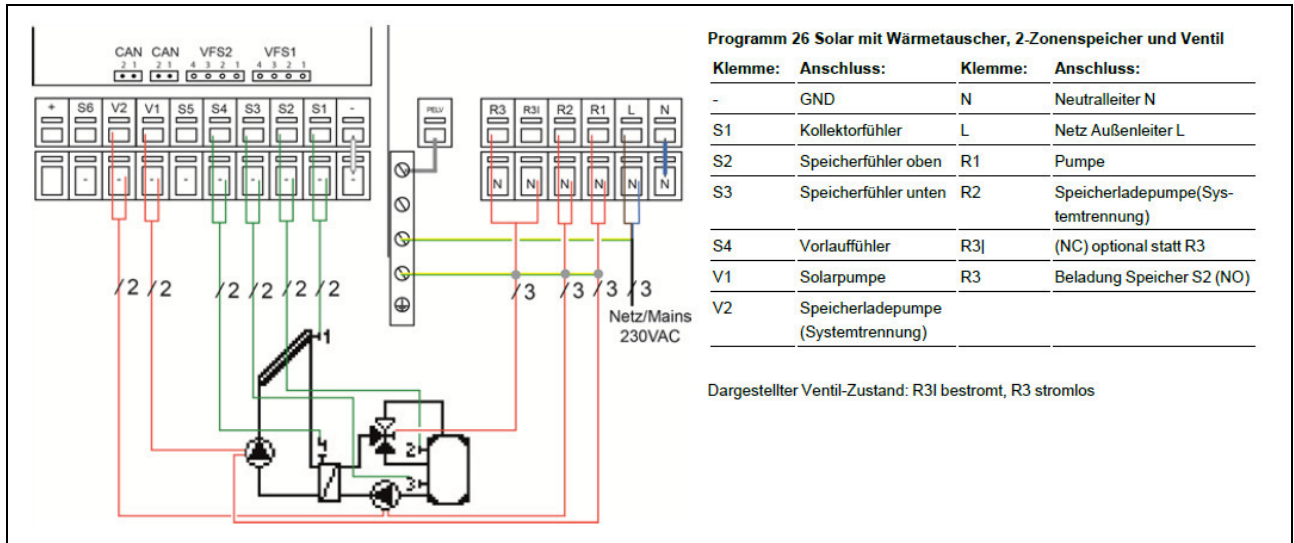 CAN CAN VFS2 VFS1
2 1 2 1 4 3 2 1 4 3 2 1
+ S6 V2 V1 S5 S4 S3 S2 S1 -
- - - - - - - - -
PELV
R3 R3I R2 R1 L N
N N N N N N
/2 /2 /2 /2 /2 /2
/3 /3 /3 /3
Netz/Mains
230VAC
1
4
2
3
Programm 26 Solar mit Wärmetauscher, 2-Zonenspeicher und Ventil
Klemme: Anschluss: Klemme: Anschluss:
- GND N Neutralleiter N
S1 Kollektorfühler L Netz Außenleiter L
S2 Speicherfühler oben R1 Pumpe
S3 Speicherfühler unten R2 Speicherladepumpe(Sys-
temtrennung)
S4 Vorlauffühler R3| (NC) optional statt R3
V1 Solarpumpe R3 Beladung Speicher S2 (NO)
V2 Speicherladepumpe
(Systemtrennung)
Dargestellter Ventil-Zustand: R3I bestromt, R3 stromlos